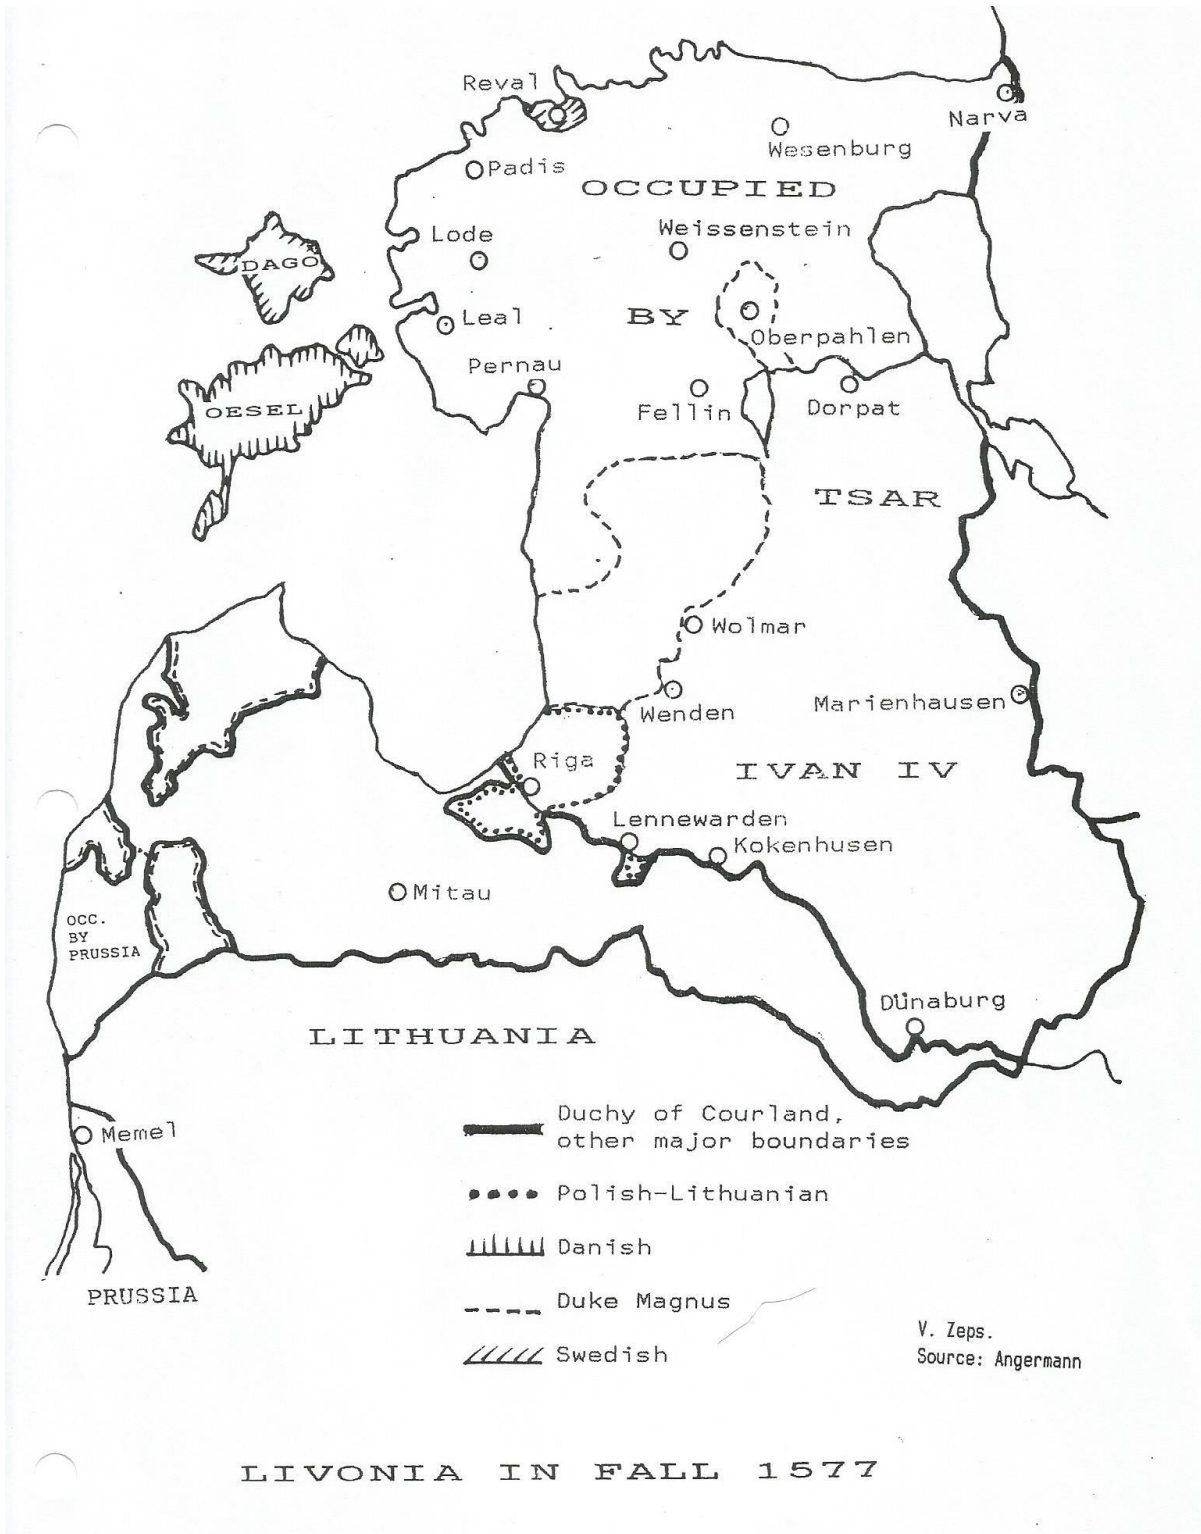 Reval
Narva
Wesenburg
Padis
OCCUPIED
Weissenstein
Lode
DAGO
Leal
BY
Oberpahlen
Pernau
Fellin
Dorpat
OESEL
TSAR
Wolmar
Marienhausen
Wenden
Riga
IVAN IV
Lennewarden
Kokenhusen
Mitau
OCC.
BY
PRUSSIA
Dünaburg
LITHUANIA
Duchy of Courland,
other major boundaries
Memel
Polish-Lithuanian
Danish
PRUSSIA
Duke Magnus
V. Zeps.
Swedish
Source: Angermann
LIVONIA IN FALL 1577